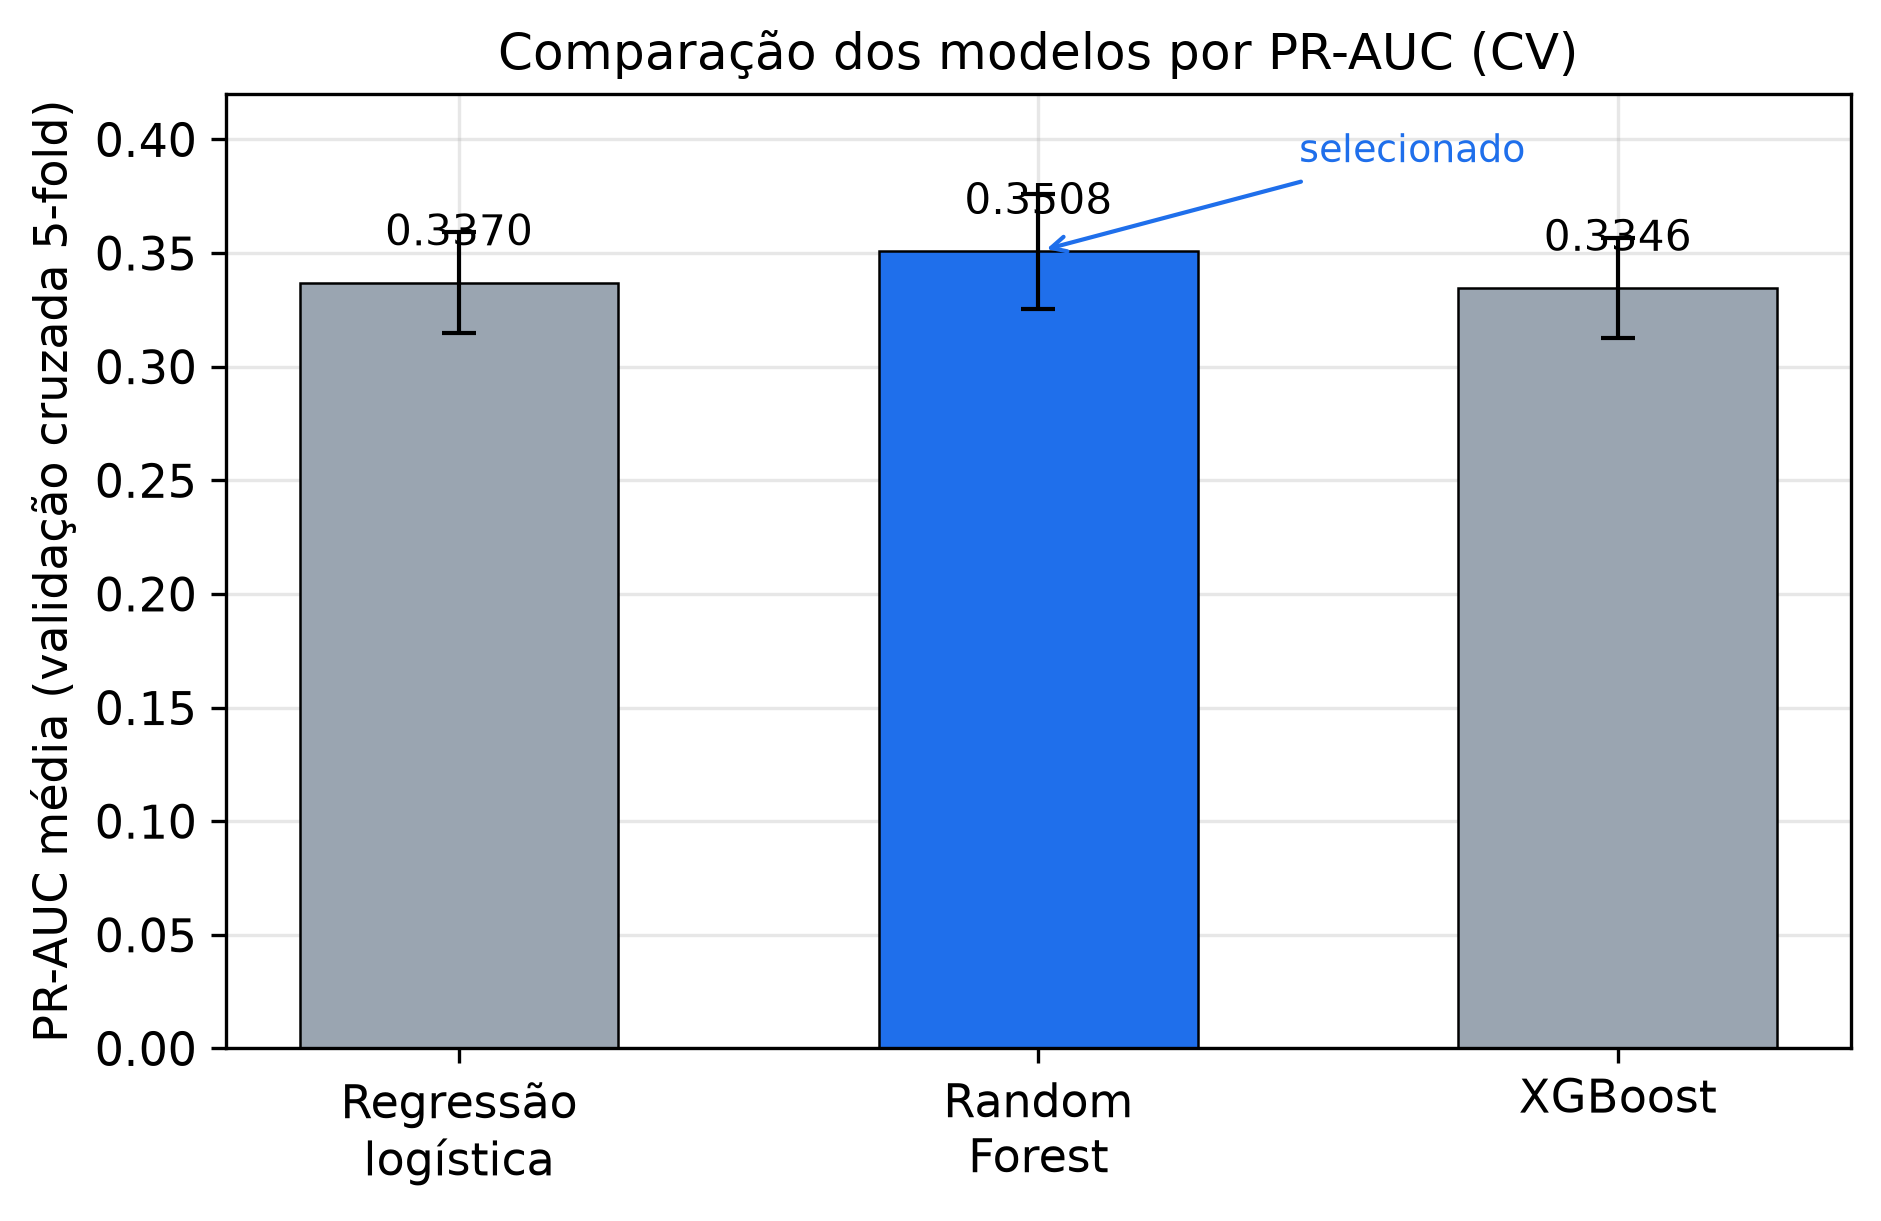 Comparação dos modelos por PR-AUC (CV)
PR-AUC média (validação cruzada 5-fold)
0.40
0.35
0.30
0.25
0.20
0.15
0.10
0.05
0.00
selecionado
0.3370
0.3508
0.3346
Regressão
logística
Random
Forest
XGBoost